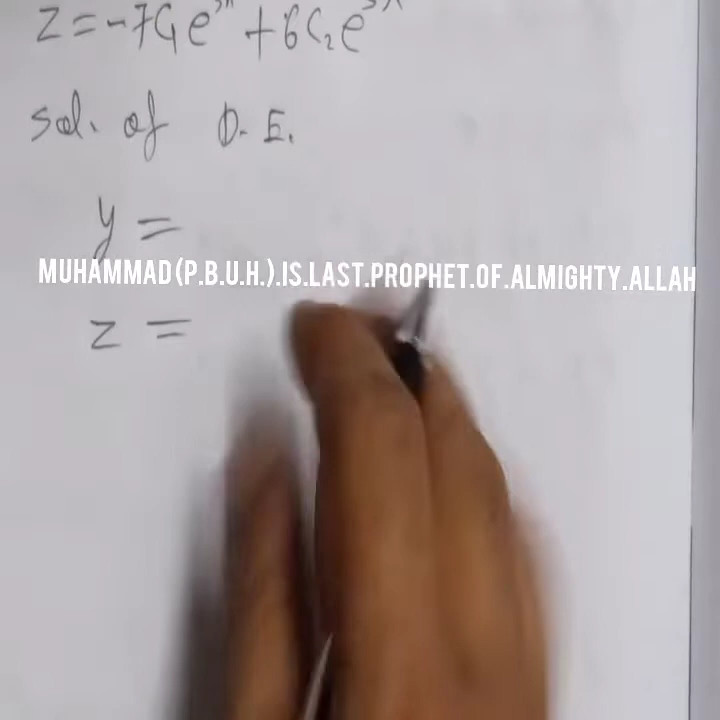 z = -7C₁e + 6C₂e
sol. of D.E.
y =
MUHAMMAD(P.B.U.H.).IS.LAST.PROPHET.OF.ALMIGHTY.ALLAH
z =